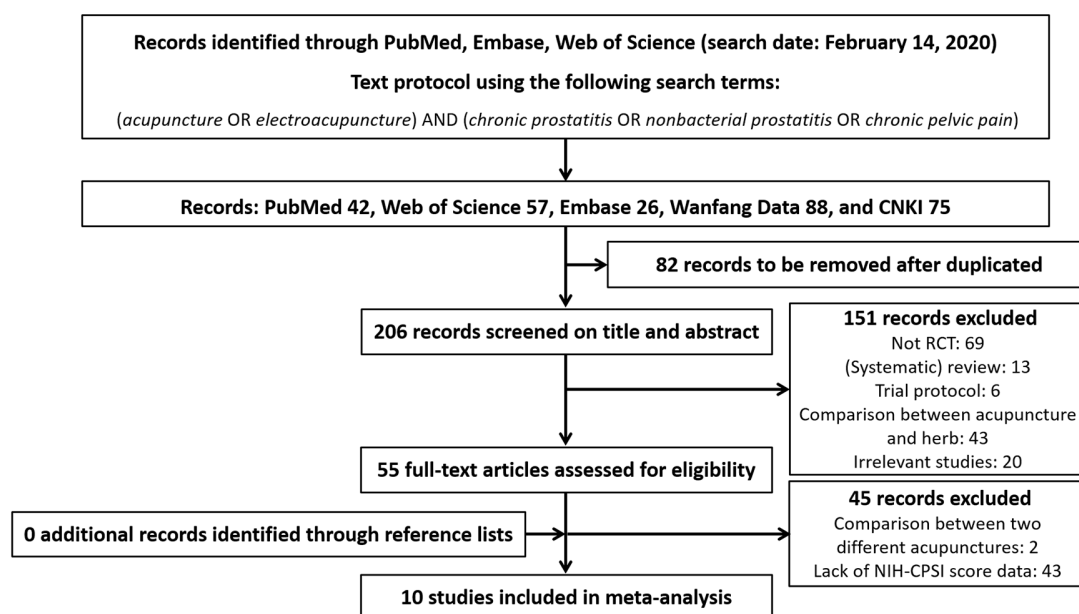 Records identified through PubMed, Embase, Web of Science (search date: February 14, 2020)
Text protocol using the following search terms:
(acupuncture OR electroacupuncture) AND (chronic prostatitis OR nonbacterial prostatitis OR chronic pelvic pain)
Records: PubMed 42, Web of Science 57, Embase 26, Wanfang Data 88, and CNKI 75
82 records to be removed after duplicated
206 records screened on title and abstract
151 records excluded
Not RCT: 69
(Systematic) review: 13
Trial protocol: 6
Comparison between acupuncture
and herb: 43
Irrelevant studies: 20
55 full-text articles assessed for eligibility
45 records excluded
Comparison between two
different acupunctures: 2
Lack of NIH-CPSI score data: 43
0 additional records identified through reference lists
10 studies included in meta-analysis